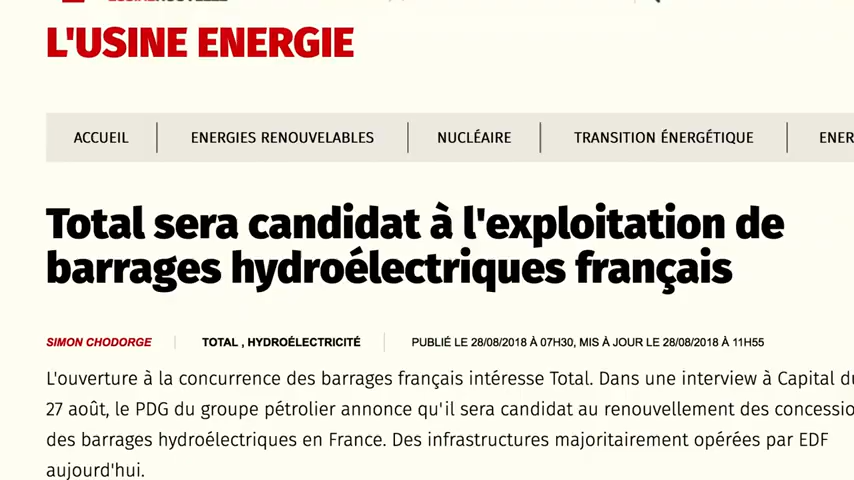 L'USINE ENERGIE
ACCUEIL
ENERGIES RENOUVELABLES
NUCLÉAIRE
TRANSITION ÉNERGÉTIQUE
Total sera candidat à l'exploitation de
barrages hydroélectriques français
SIMON CHODORGE
TOTAL , HYDROÉLECTRICITÉ
PUBLIÉ LE 28/08/2018 À 07H30, MIS À JOUR LE 28/08/2018 À 11H55
L'ouverture à la concurrence des barrages français intéresse Total. Dans une interview à Capital
27 août, le PDG du groupe pétrolier annonce qu'il sera candidat au renouvellement des
des barrages hydroélectriques en France. Des infrastructures majoritairement opérées par EDF
aujourd'hui.